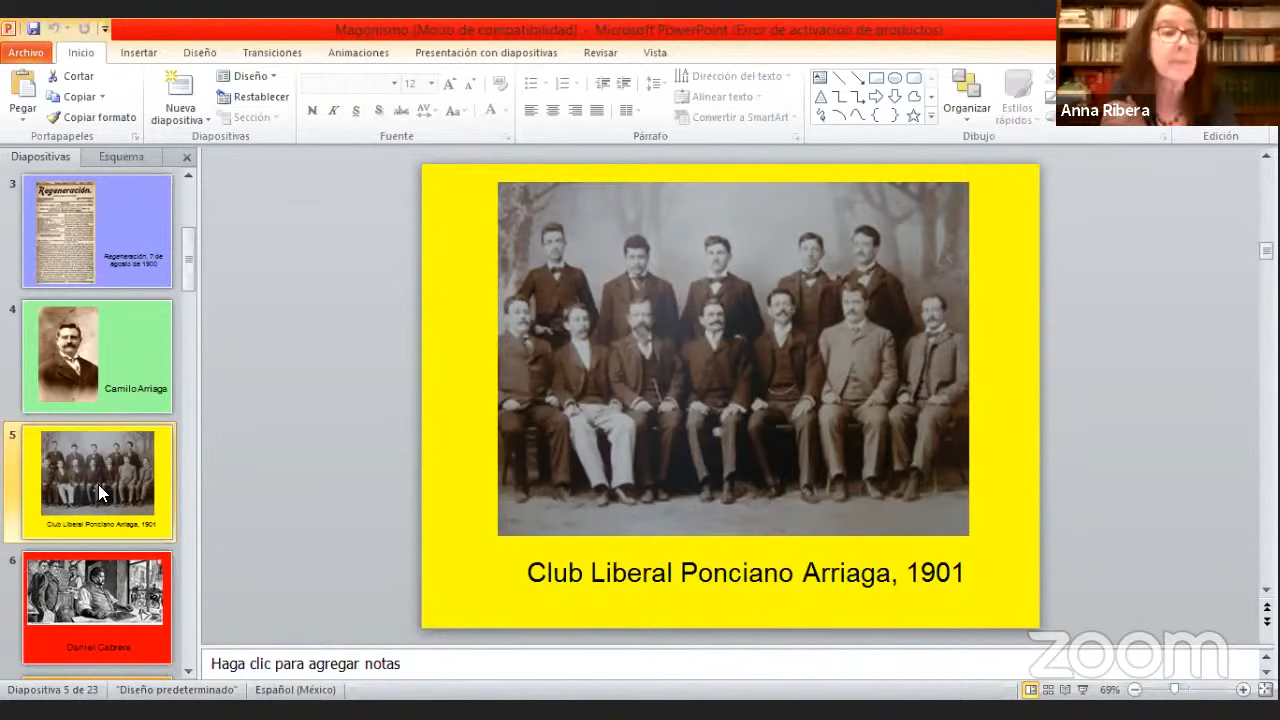 Magonismo [Modo de compatibilidad] - Microsoft PowerPoint (Error de activación de productos)
Archivo Inicio Insertar Diseño Transiciones Animaciones Presentación con diapositivas Revisar Vista
Pegar
Cortar
Copiar
Copiar formato
Portapapeles
Nueva
diapositiva
Diseño
Restablecer
Sección
Diapositivas
12
N K S S abc AV Aa A
Fuente
Párrafo
Dirección del texto
Alinear texto
Convertir a SmartArt
Organizar
Estilos
rápidos
Dibujo
Edición
Anna Ribera
Diapositivas Esquema
3
Regeneración.
Regeneración, 7 de
agosto de 1900
4
Camilo Arriaga
5
Club Liberal Ponciano Arriaga, 1901
6
Daniel Cabrera
Club Liberal Ponciano Arriaga, 1901
zoom
Haga clic para agregar notas
Diapositiva 5 de 23 "Diseño predeterminado" Español (México) 69%